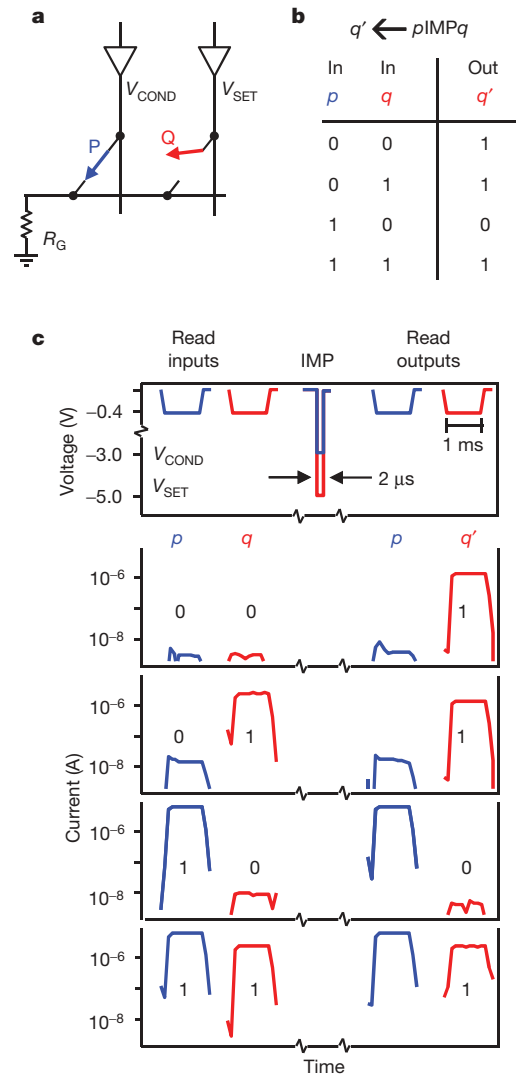 a
V_COND
V_SET
P
Q
R_G
b
q′ ← pIMPq
In In Out
p q q′
0 0 1
0 1 1
1 0 0
1 1 1
c
Read inputs
IMP
Read outputs
Voltage (V)
−0.4
−3.0
−5.0
V_COND
V_SET
2 μs
1 ms
p q p q′
Current (A)
10⁻⁶
10⁻⁸
0 0 1
10⁻⁶
10⁻⁸
0 1 1
10⁻⁶
10⁻⁸
1 0 0
10⁻⁶
10⁻⁸
1 1 1
Time